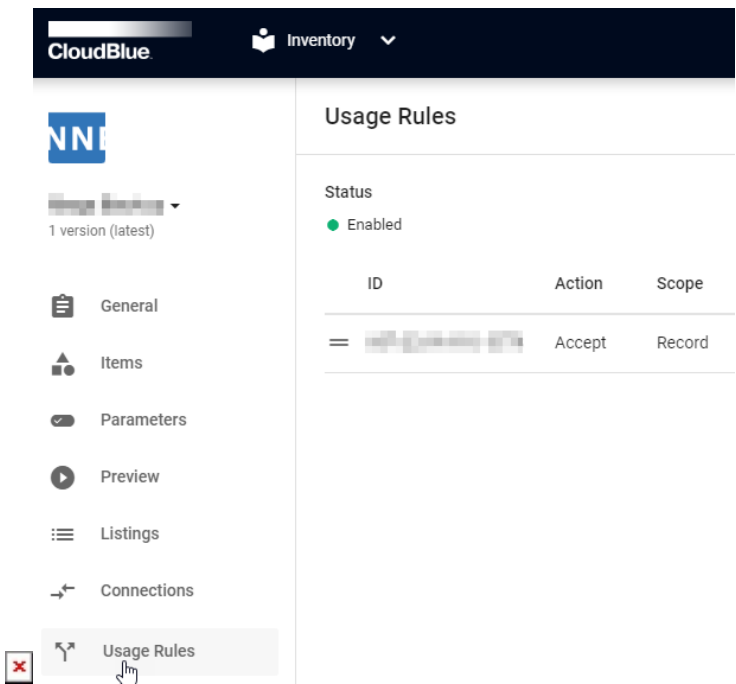 CloudBlue.
Inventory
Usage Rules
1 version (latest)
Status
Enabled
General
Items
Parameters
Preview
Listings
Connections
Usage Rules
ID Action Scope
Accept Record